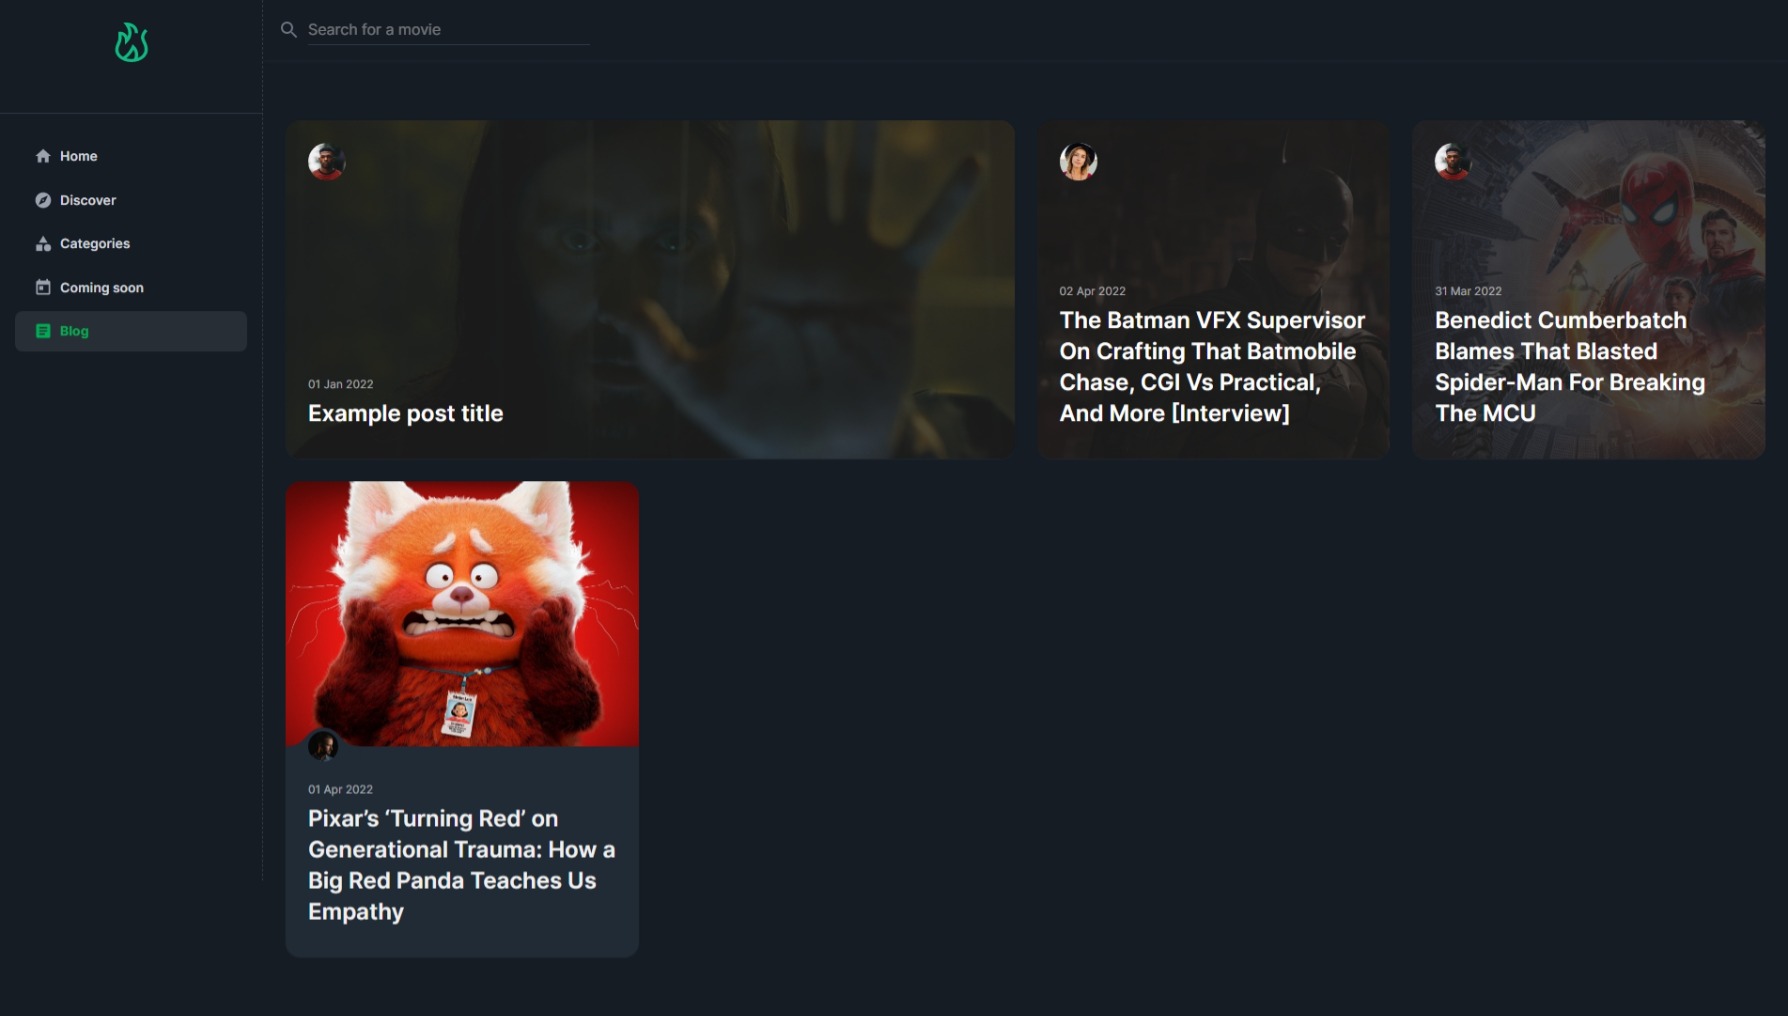 Search for a movie
Home
Discover
Categories
Coming soon
Blog
01 Jan 2022
Example post title
02 Apr 2022
The Batman VFX Supervisor
On Crafting That Batmobile
Chase, CGI Vs Practical,
And More [Interview]
31 Mar 2022
Benedict Cumberbatch
Blames That Blasted
Spider-Man For Breaking
The MCU
01 Apr 2022
Pixar’s ‘Turning Red’ on
Generational Trauma: How a
Big Red Panda Teaches Us
Empathy